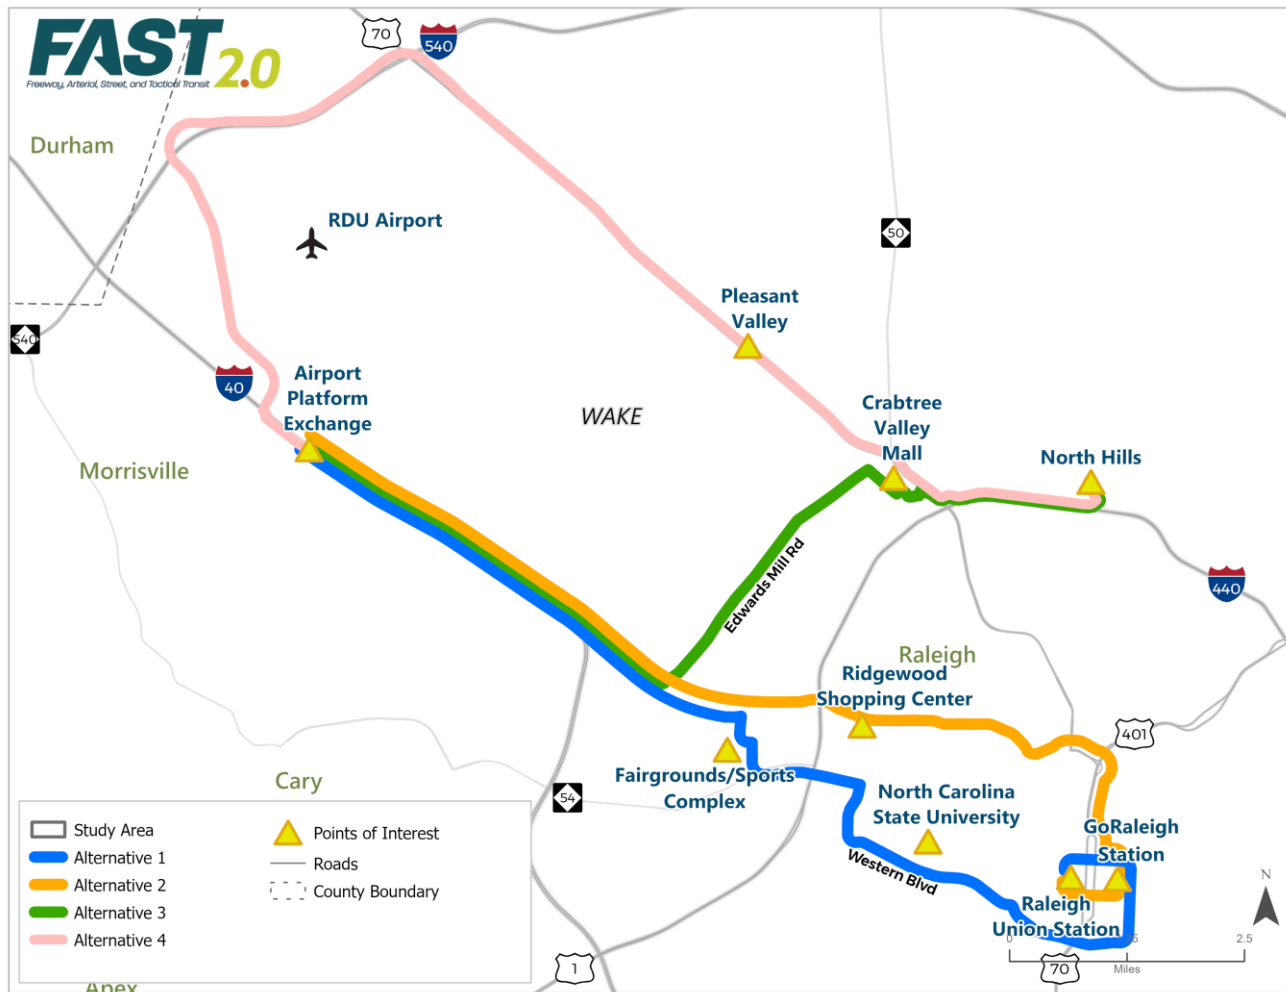 FAST 2.0
Freeway, Arterial, Street, and Tactical Transit
70
540
Durham
RDU Airport
50
540
Pleasant
Valley
40
Airport
Platform
Exchange
WAKE
Crabtree
Valley
Mall
North Hills
Morrisville
Edwards Mill Rd
440
Raleigh
Ridgewood
Shopping Center
401
Fairgrounds/Sports
Complex
Cary
54
North Carolina
State University
Western Blvd
GoRaleigh
Station
Raleigh
Union Station
N
0
2.5
Miles
70
1
Study Area
Alternative 1
Alternative 2
Alternative 3
Alternative 4
Points of Interest
Roads
County Boundary
Apex